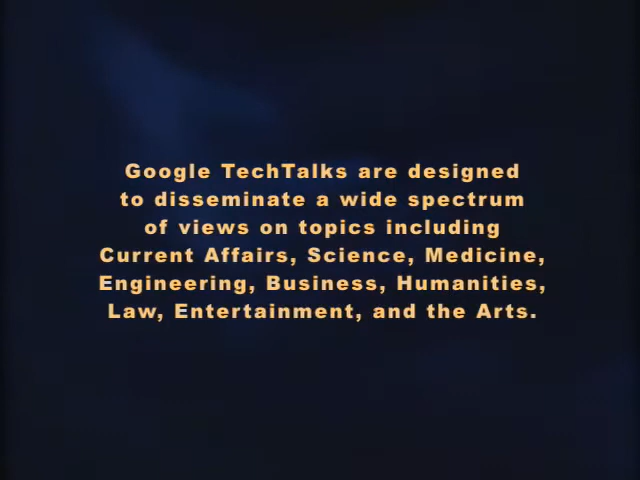 Google TechTalks are designed
to disseminate a wide spectrum
of views on topics including
Current Affairs, Science, Medicine,
Engineering, Business, Humanities,
Law, Entertainment, and the Arts.